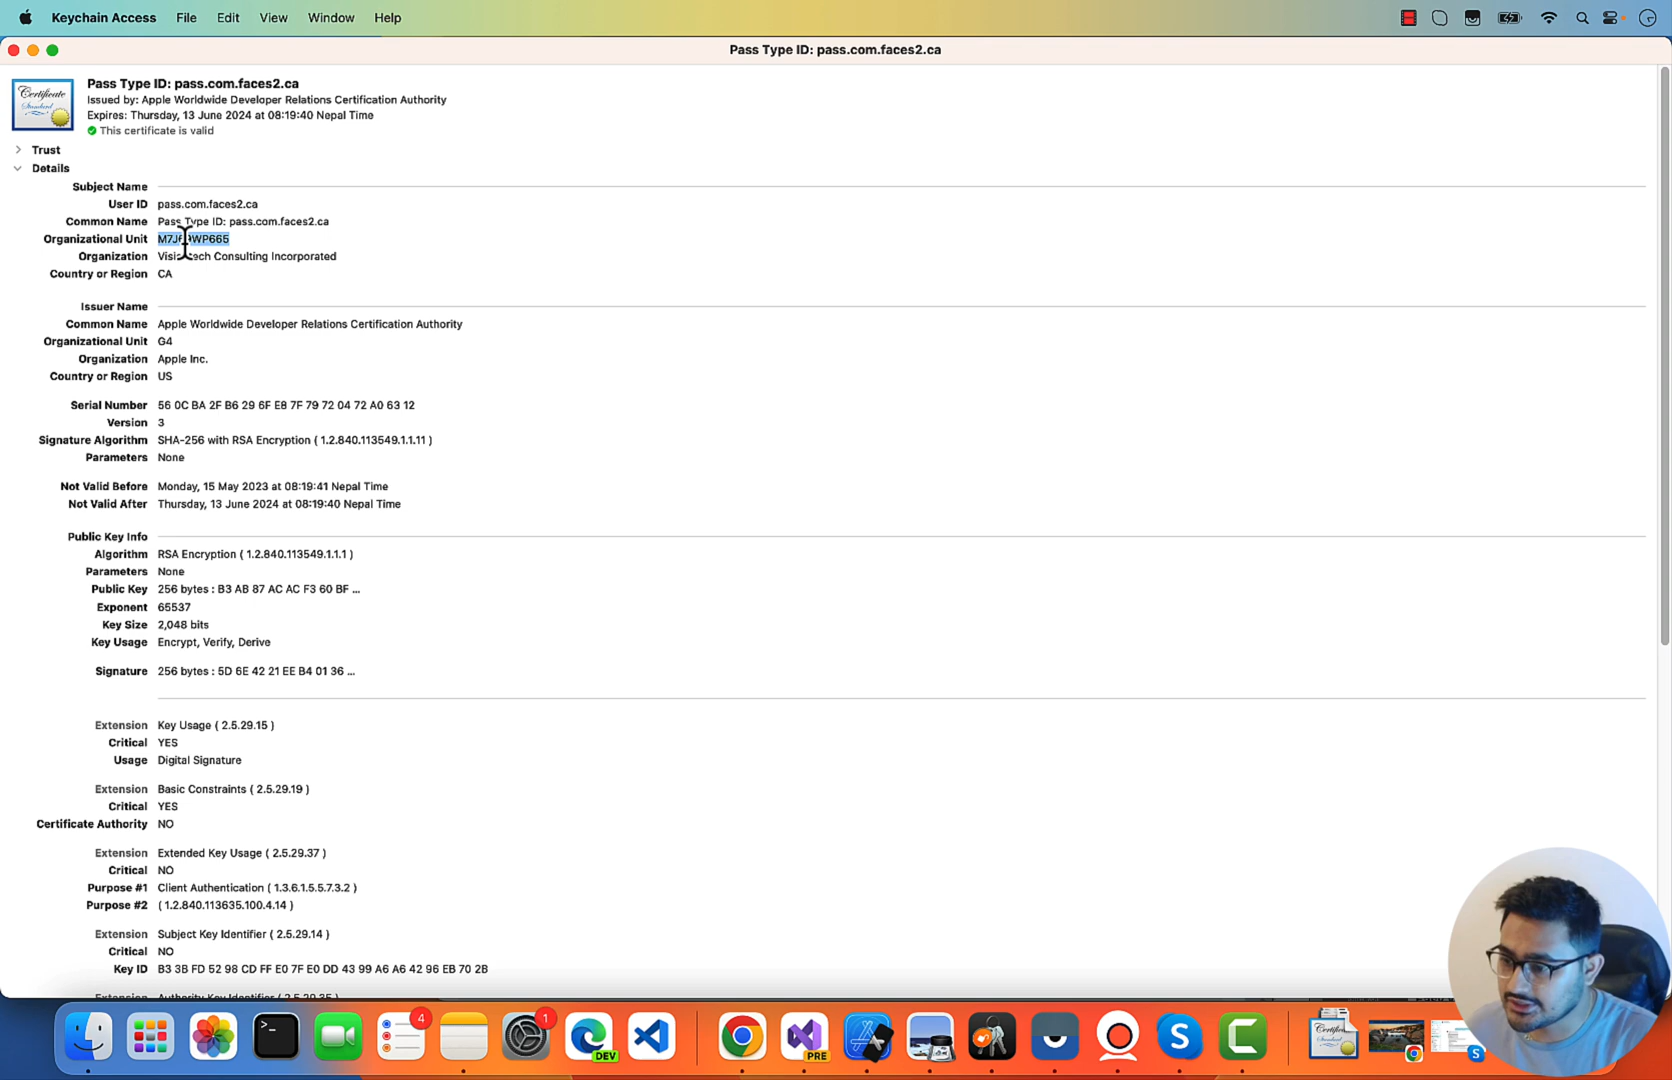 Keychain Access File Edit View Window Help
Pass Type ID: pass.com.faces2.ca
Certificate
Standard
Pass Type ID: pass.com.faces2.ca
Issued by: Apple Worldwide Developer Relations Certification Authority
Expires: Thursday, 13 June 2024 at 08:19:40 Nepal Time
This certificate is valid
Trust
Details
Subject Name
User ID pass.com.faces2.ca
Common Name Pass Type ID: pass.com.faces2.ca
Organizational Unit
Organization Consulting Incorporated
Country or Region CA
Issuer Name
Common Name Apple Worldwide Developer Relations Certification Authority
Organizational Unit G4
Organization Apple Inc.
Country or Region US
Serial Number 56 0C BA 2F B6 29 6F E8 7F 79 72 04 72 A0 63 12
Version 3
Signature Algorithm SHA-256 with RSA Encryption ( 1.2.840.113549.1.1.11 )
Parameters None
Not Valid Before Monday, 15 May 2023 at 08:19:41 Nepal Time
Not Valid After Thursday, 13 June 2024 at 08:19:40 Nepal Time
Public Key Info
Algorithm RSA Encryption ( 1.2.840.113549.1.1.1 )
Parameters None
Public Key 256 bytes : B3 AB 87 AC AC F3 60 BF ...
Exponent 65537
Key Size 2,048 bits
Key Usage Encrypt, Verify, Derive
Signature 256 bytes : 5D 6E 42 21 EE B4 01 36 ...
Extension Key Usage ( 2.5.29.15 )
Critical YES
Usage Digital Signature
Extension Basic Constraints ( 2.5.29.19 )
Critical YES
Certificate Authority NO
Extension Extended Key Usage ( 2.5.29.37 )
Critical NO
Purpose #1 Client Authentication ( 1.3.6.1.5.5.7.3.2 )
Purpose #2 ( 1.2.840.113635.100.4.14 )
Extension Subject Key Identifier ( 2.5.29.14 )
Critical NO
Key ID B3 3B FD 52 98 CD FF E0 7F E0 DD 43 99 A6 A6 42 96 EB 70 2B
Extension Authority Key Identifier ( 2.5.29.35 )
4
1
DEV
PRE
S
C
S